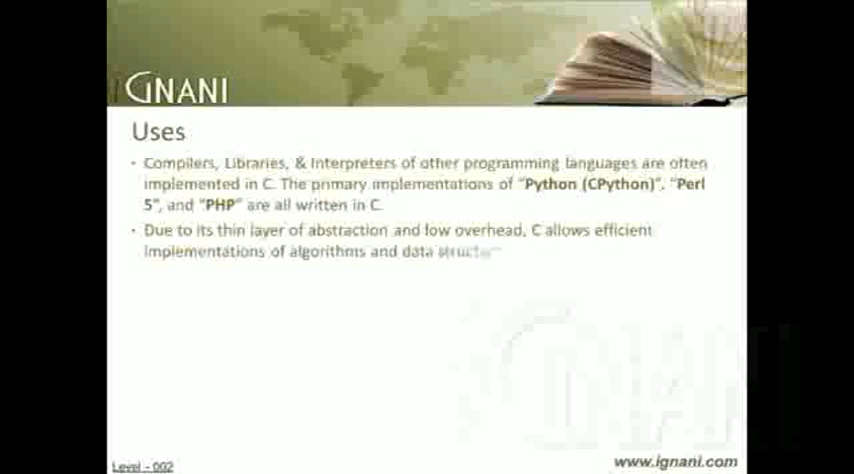 iGNANI
Uses
• Compilers, Libraries, & Interpreters of other programming languages are often
implemented in C. The primary implementations of "Python (CPython)", "Perl
5", and "PHP" are all written in C.
• Due to its thin layer of abstraction and low overhead, C allows efficient
implementations of algorithms and data
Level - 002
www.ignani.com